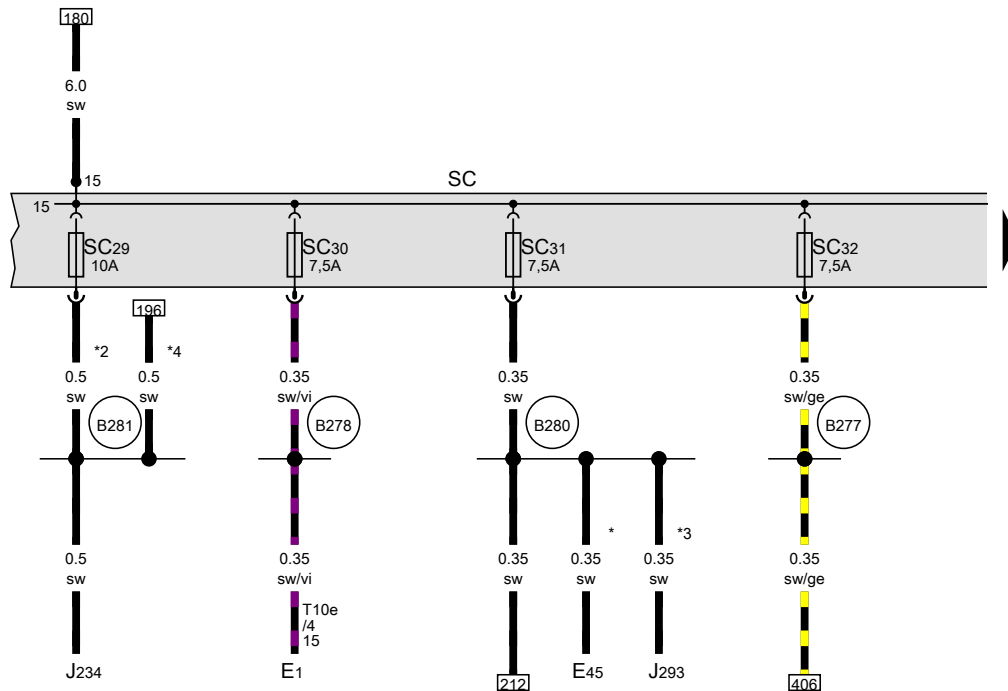 180
6.0
sw
15
SC
15
SC29
10A
SC30
7,5A
SC31
7,5A
SC32
7,5A
196
*2
*4
0.5
sw
0.5
sw
0.35
sw/vi
0.35
sw
0.35
sw/ge
B281
B278
B280
B277
*
*3
0.5
sw
0.35
sw/vi
0.35
sw
0.35
sw
0.35
sw
0.35
sw/ge
T10e
/4
15
J234
E1
212
E45
J293
406